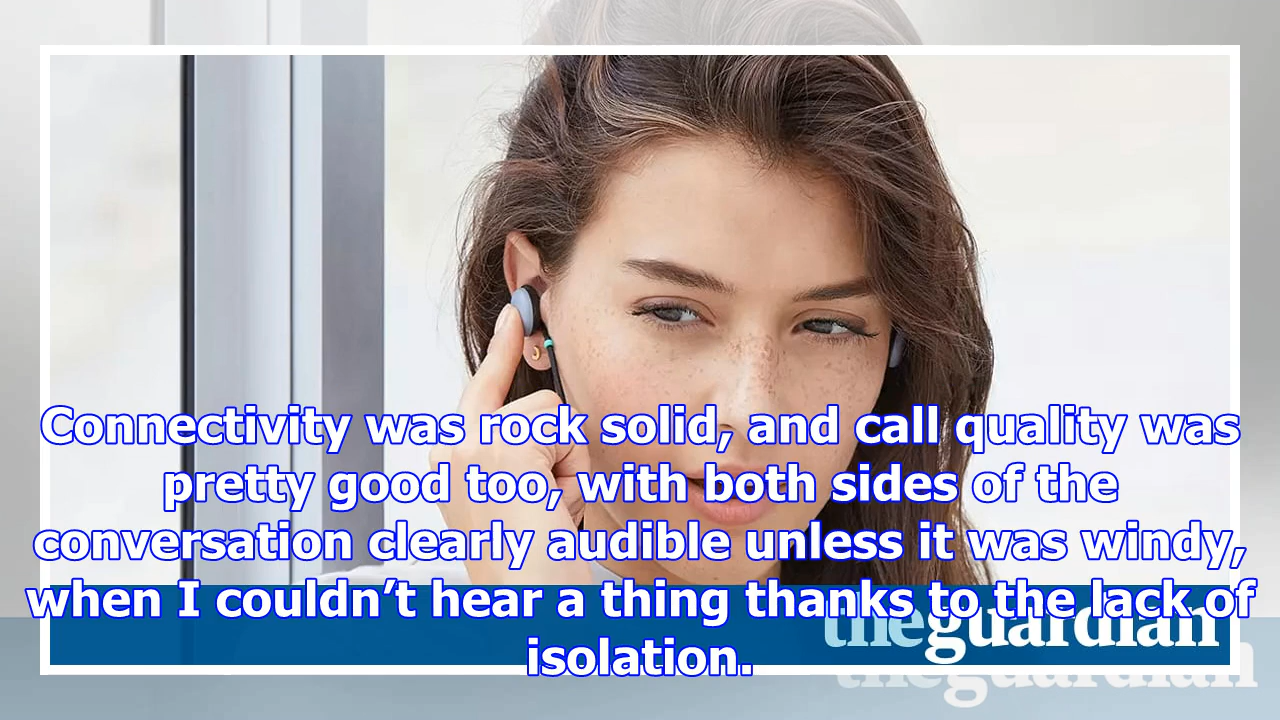 Connectivity was rock solid, and call quality was
pretty good too, with both sides of the
conversation clearly audible unless it was windy,
when I couldn’t hear a thing thanks to the lack of
isolation.
theguardian
theguardian